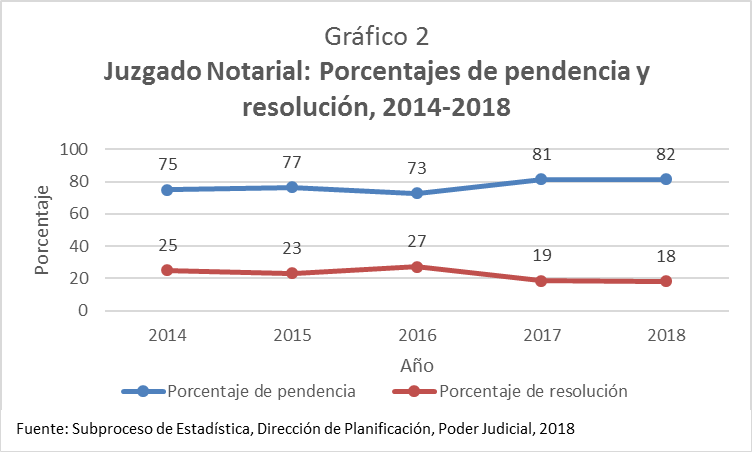 Gráfico 2
Juzgado Notarial: Porcentajes de pendencia y
resolución, 2014-2018
Porcentaje
100
80
60
40
20
0
75
77
73
81
82
25
23
27
19
18
2014
2015
2016
2017
2018
Año
Porcentaje de pendencia
Porcentaje de resolución
Fuente: Subproceso de Estadística, Dirección de Planificación, Poder Judicial, 2018